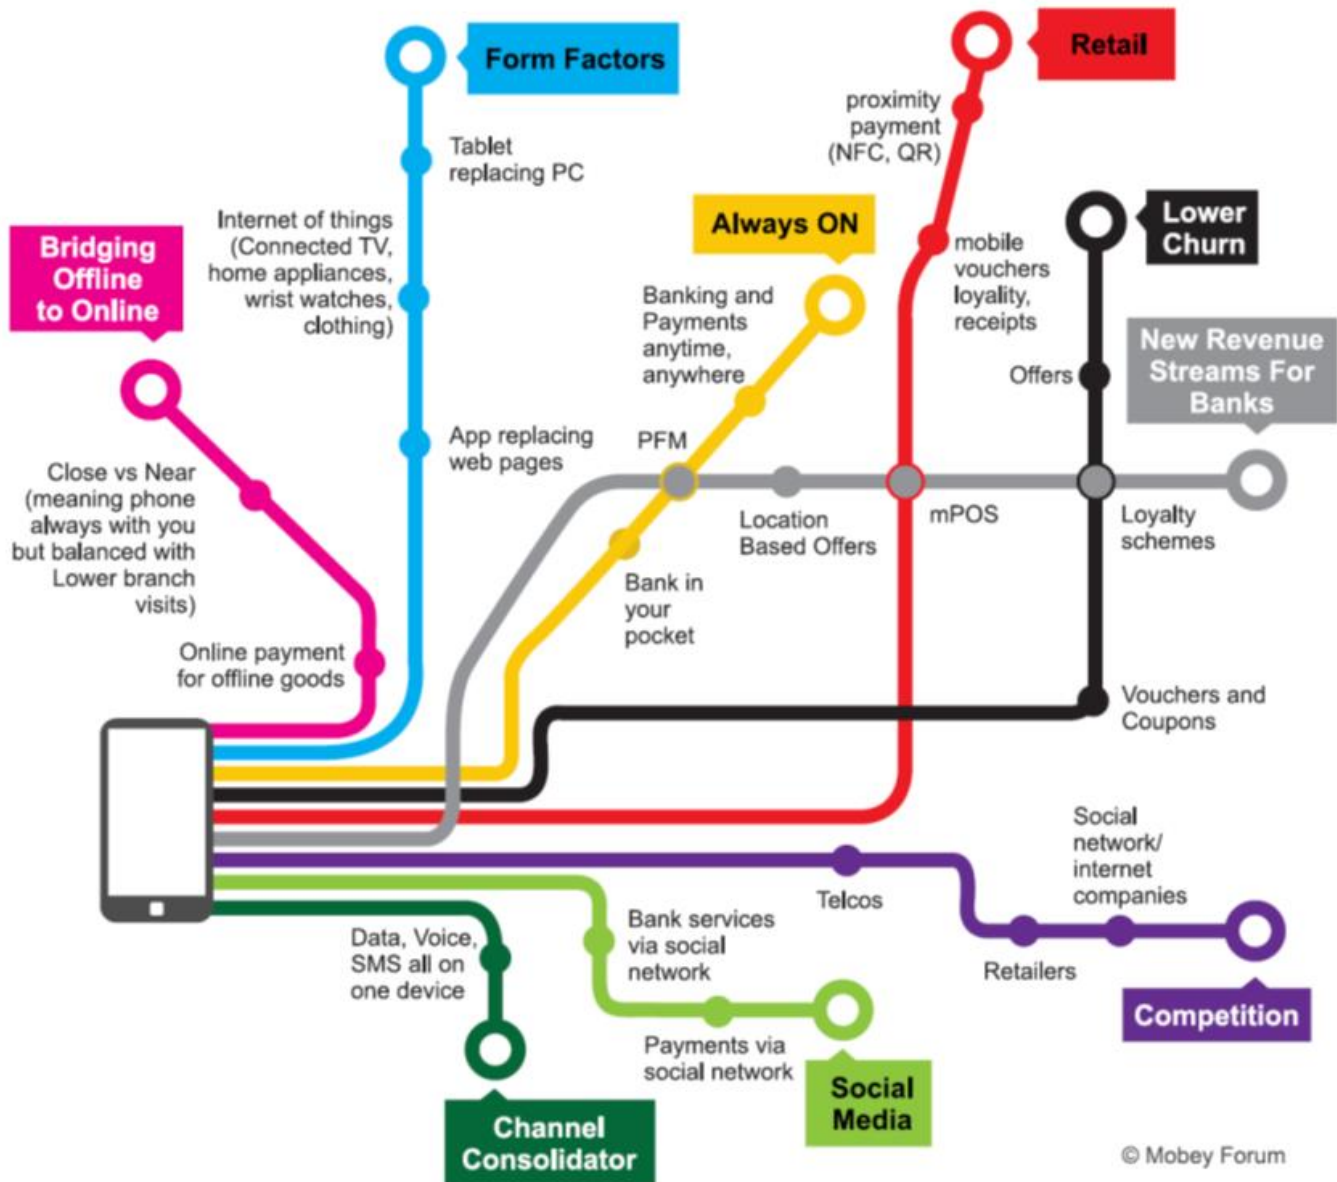 Form Factors
Tablet
replacing PC
Internet of things
(Connected TV,
home appliances,
wrist watches,
clothing)
App replacing
web pages
Bridging
Offline
to Online
Close vs Near
(meaning phone
always with you
but balanced with
Lower branch
visits)
Online payment
for offline goods
Always ON
Banking and
Payments
anytime,
anywhere
PFM
Bank in
your
pocket
Retail
proximity
payment
(NFC, QR)
mobile
vouchers
loyality,
receipts
mPOS
Lower
Churn
Offers
Loyalty
schemes
Vouchers and
Coupons
New Revenue
Streams For
Banks
Location
Based Offers
Telcos
Retailers
Social
network/
internet
companies
Competition
Bank services
via social
network
Payments via
social network
Social
Media
Data, Voice,
SMS all on
one device
Channel
Consolidator
© Mobey Forum